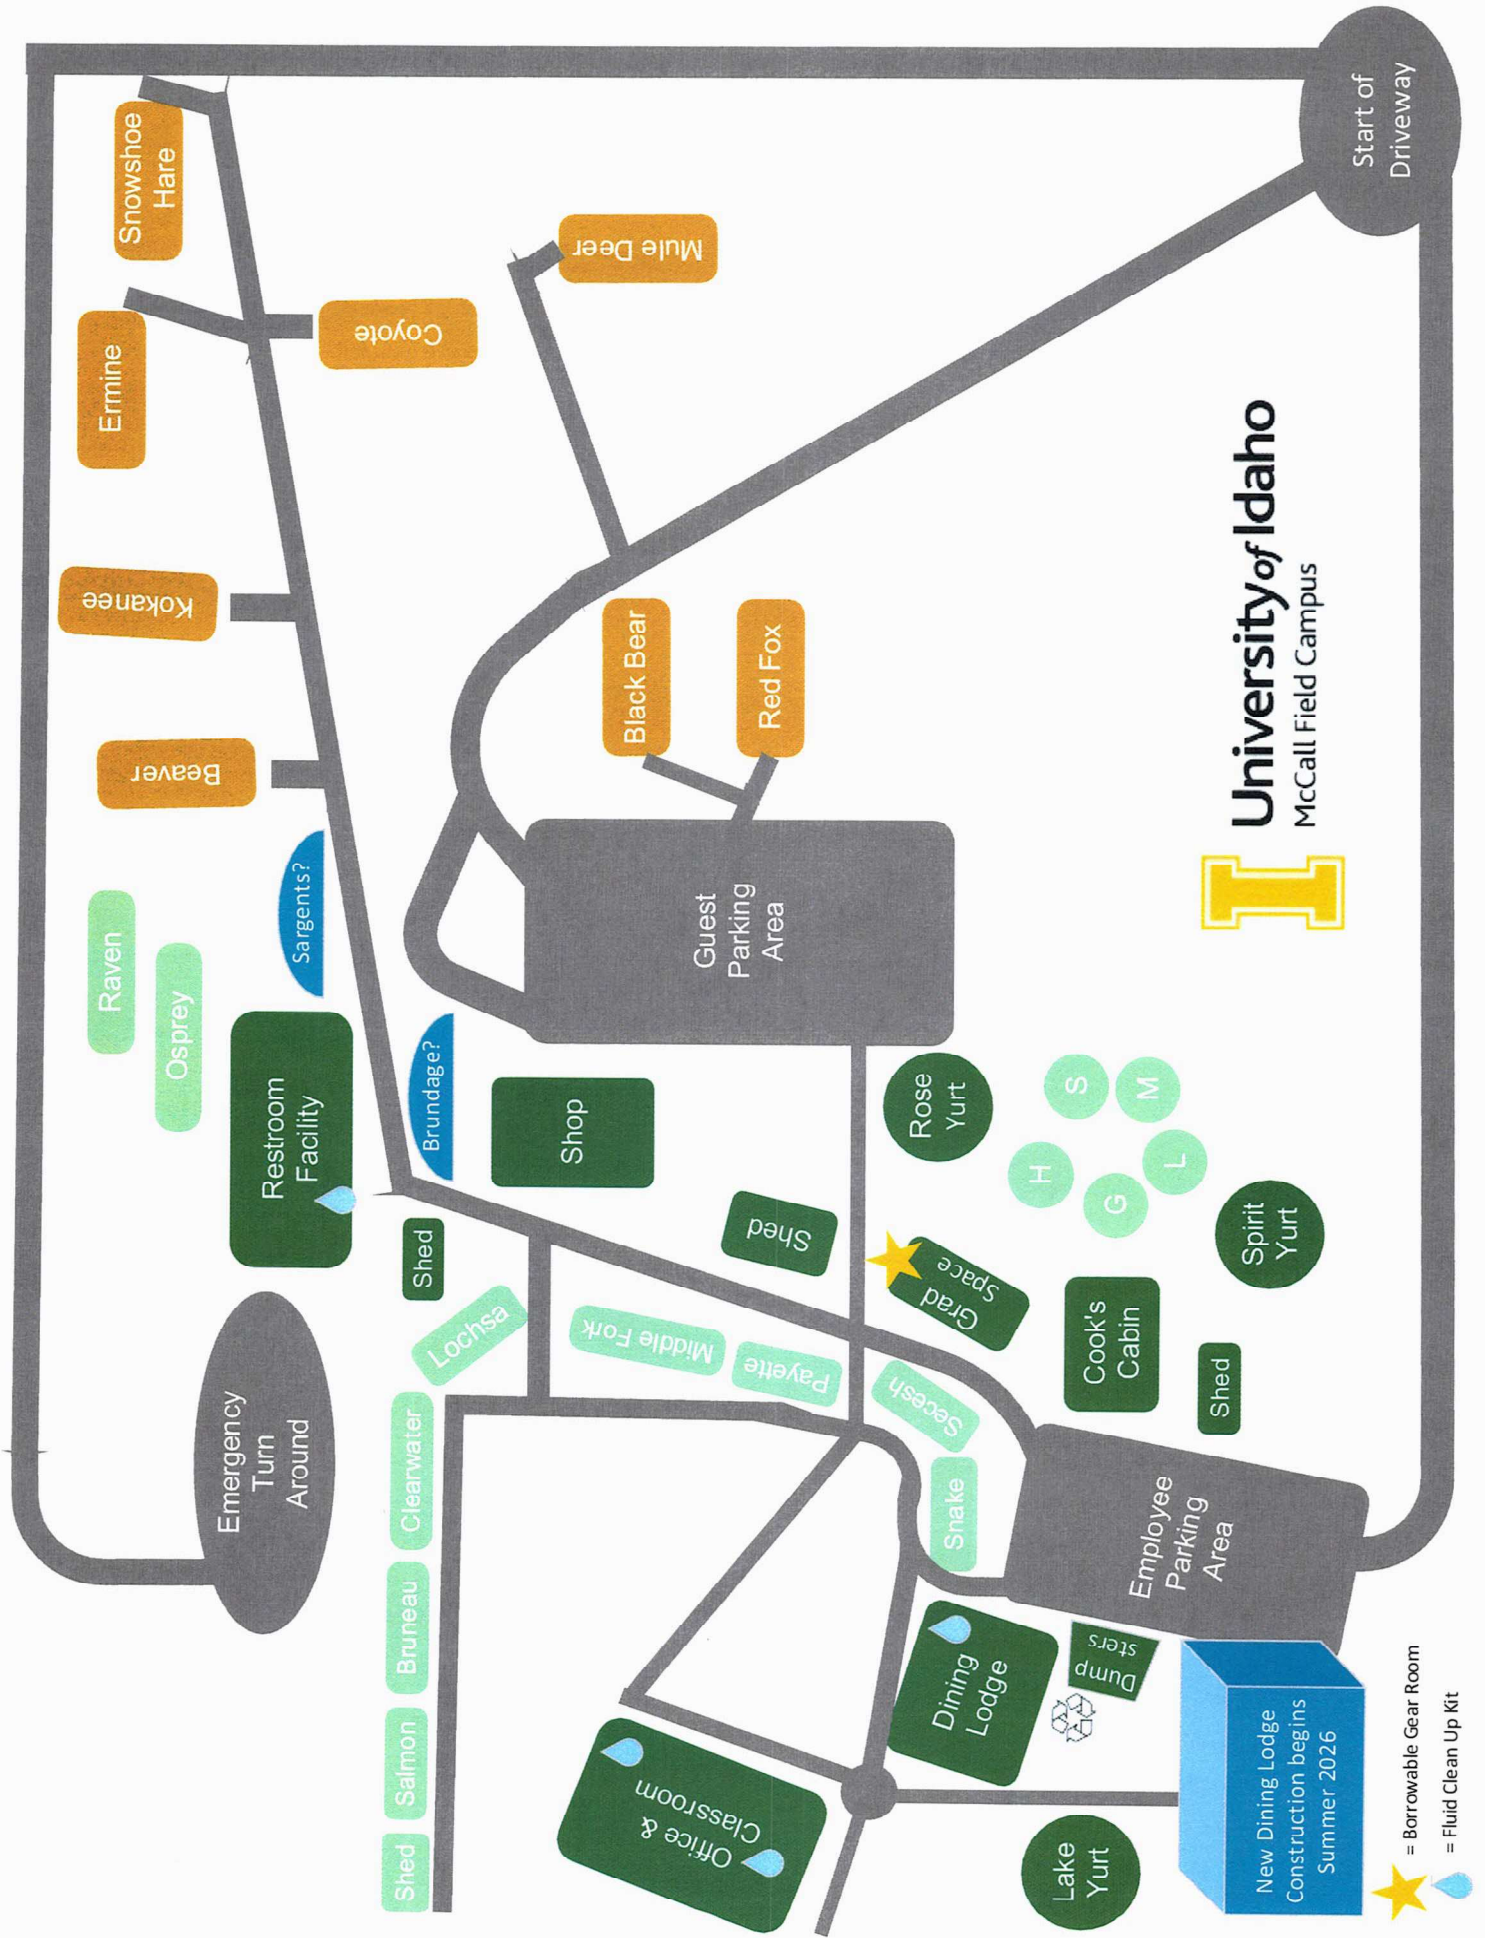 Start of
Driveway
Snowshoe
Hare
Mule Deer
Coyote
Ermine
Kokanee
Beaver
Black Bear
Red Fox
University of Idaho
McCall Field Campus
Sargents?
Raven
Osprey
Guest
Parking
Area
Restroom
Facility
Brundage?
Shop
Rose
Yurt
S
M
H
L
G
Spirit
Yurt
Shed
Shed
Grad
Space
Cook's
Cabin
Shed
Emergency
Turn
Around
Lochsa
Middle Fork
Payette
Secesh
Snake
Clearwater
Bruneau
Salmon
Shed
Employee
Parking
Area
Dining
Lodge
Dump
sters
Office &
Classroom
Lake
Yurt
New Dining Lodge
Construction begins
Summer 2026
= Borrowable Gear Room
= Fluid Clean Up Kit